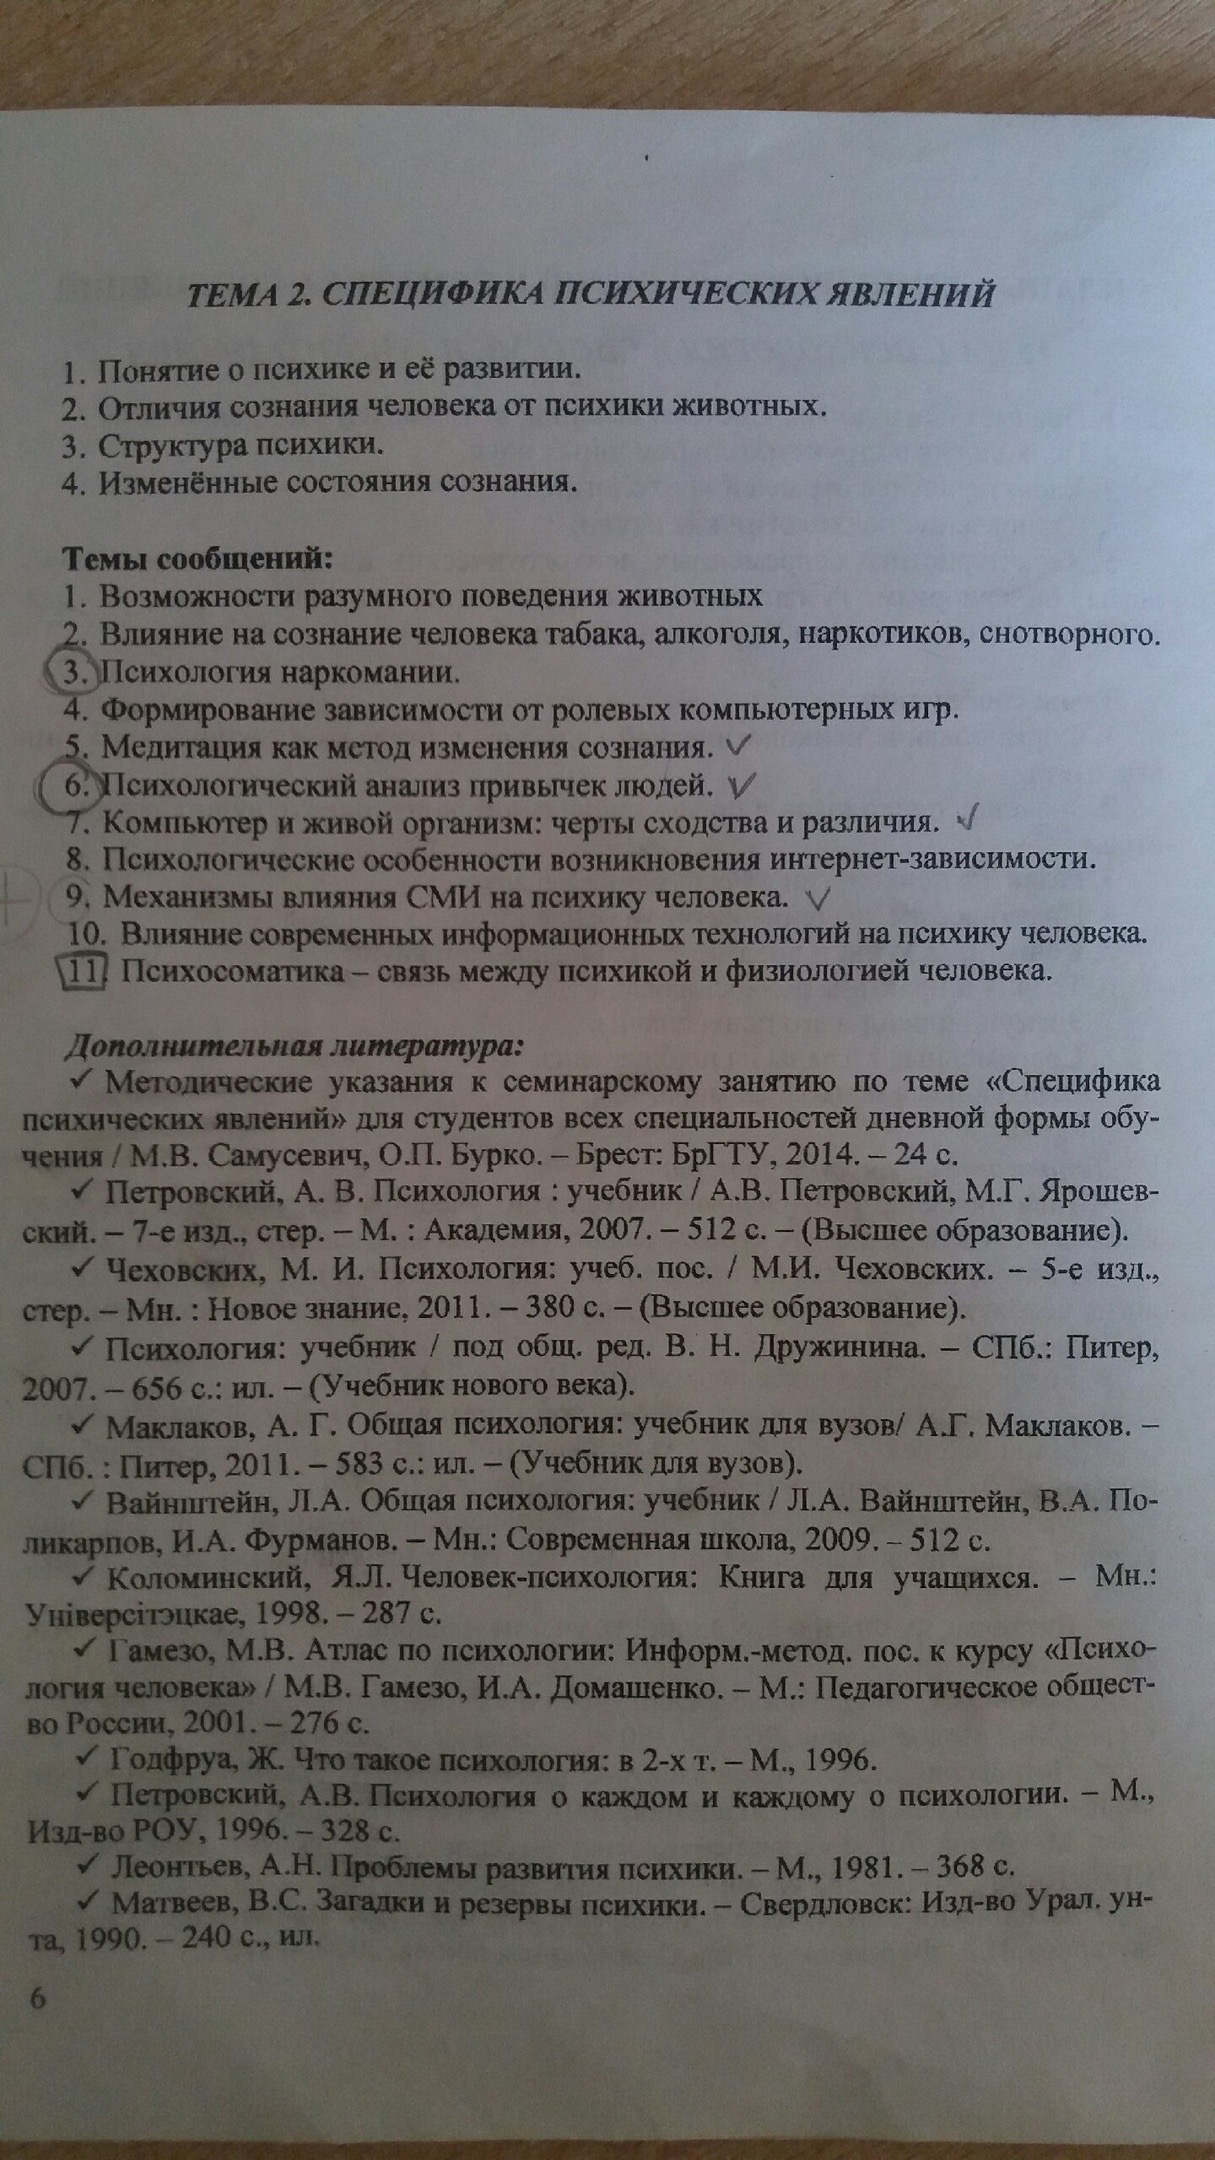 ТЕМА 2. СПЕЦИФИКА ПСИХИЧЕСКИХ ЯВЛЕНИЙ
1. Понятие о психике и её развитии.
2. Отличия сознания человека от психики животных.
3. Структура психики.
4. Изменённые состояния сознания.
Темы сообщений:
1. Возможности разумного поведения животных
2. Влияние на сознание человека табака, алкоголя, наркотиков, снотворного.
3. Психология наркомании.
4. Формирование зависимости от ролевых компьютерных игр.
5. Медитация как метод изменения сознания. ✓
6. Психологический анализ привычек людей. ✓
7. Компьютер и живой организм: черты сходства и различия. ✓
8. Психологические особенности возникновения интернет-зависимости.
9. Механизмы влияния СМИ на психику человека. ✓
10. Влияние современных информационных технологий на психику человека.
11. Психосоматика – связь между психикой и физиологией человека.
Дополнительная литература:
✓ Методические указания к семинарскому занятию по теме «Специфика
психических явлений» для студентов всех специальностей дневной формы обу-
чения / М.В. Самусевич, О.П. Бурко. – Брест: БрГТУ, 2014. – 24 с.
✓ Петровский, А. В. Психология : учебник / А.В. Петровский, М.Г. Ярошев-
ский. – 7-е изд., стер. – М. : Академия, 2007. – 512 с. – (Высшее образование).
✓ Чеховских, М. И. Психология: учеб. пос. / М.И. Чеховских. – 5-е изд.,
стер. – Мн. : Новое знание, 2011. – 380 с. – (Высшее образование).
✓ Психология: учебник / под общ. ред. В. Н. Дружинина. – СПб.: Питер,
2007. – 656 с.: ил. – (Учебник нового века).
✓ Маклаков, А. Г. Общая психология: учебник для вузов/ А.Г. Маклаков. –
СПб. : Питер, 2011. – 583 с.: ил. – (Учебник для вузов).
✓ Вайнштейн, Л.А. Общая психология: учебник / Л.А. Вайнштейн, В.А. По-
ликарпов, И.А. Фурманов. – Мн.: Современная школа, 2009. – 512 с.
✓ Коломинский, Я.Л. Человек-психология: Книга для учащихся. – Мн.:
Універсітэцкае, 1998. – 287 с.
✓ Гамезо, М.В. Атлас по психологии: Информ.-метод. пос. к курсу «Психо-
логия человека» / М.В. Гамезо, И.А. Домашенко. – М.: Педагогическое общест-
во России, 2001. – 276 с.
✓ Годфруа, Ж. Что такое психология: в 2-х т. – М., 1996.
✓ Петровский, А.В. Психология о каждом и каждому о психологии. – М.,
Изд-во РОУ, 1996. – 328 с.
✓ Леонтьев, А.Н. Проблемы развития психики. – М., 1981. – 368 с.
✓ Матвеев, В.С. Загадки и резервы психики. – Свердловск: Изд-во Урал. ун-
та, 1990. – 240 с., ил.
6